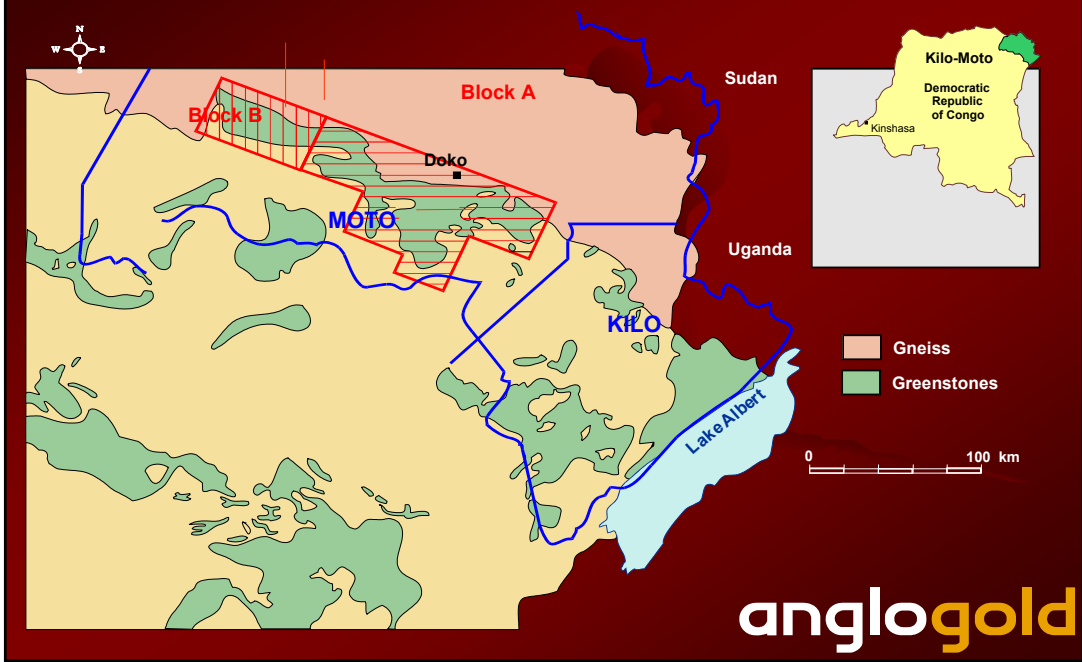 N
W E
S
Sudan
Block A
Block B
Doko
MOTO
Uganda
KILO
Lake Albert
Kilo-Moto
Democratic
Republic
of Congo
Kinshasa
Gneiss
Greenstones
0 100 km
anglogold